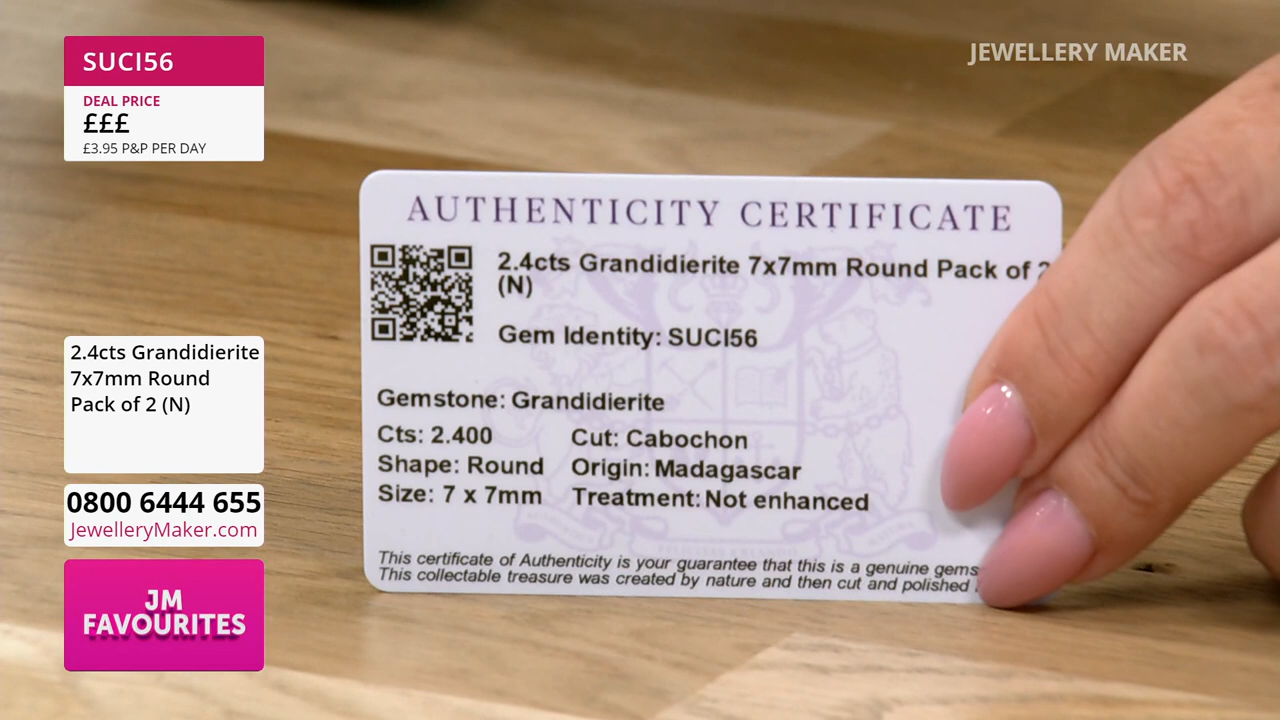 SUCI56
DEAL PRICE
£££
£3.95 P&P PER DAY
JEWELLERY MAKER
AUTHENTICITY CERTIFICATE
2.4cts Grandidierite 7x7mm Round Pack of 2
(N)
Gem Identity: SUCI56
Gemstone: Grandidierite
Cts: 2.400 Cut: Cabochon
Shape: Round Origin: Madagascar
Size: 7 x 7mm Treatment: Not enhanced
This certificate of Authenticity is your guarantee that this is a genuine gems
This collectable treasure was created by nature and then cut and polished
2.4cts Grandidierite
7x7mm Round
Pack of 2 (N)
0800 6444 655
JewelleryMaker.com
JM
FAVOURITES